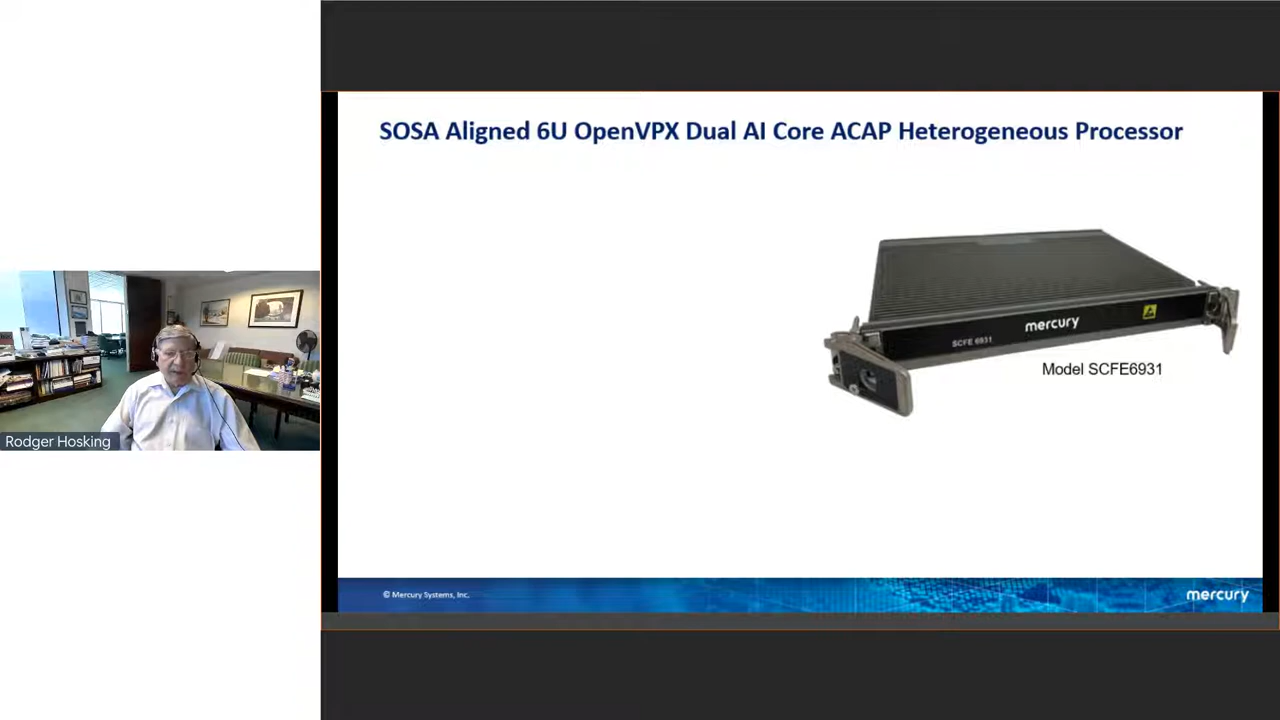 SOSA Aligned 6U OpenVPX Dual AI Core ACAP Heterogeneous Processor
mercury
SCFE 6931
Model SCFE6931
Rodger Hosking
© Mercury Systems, Inc.
mercury